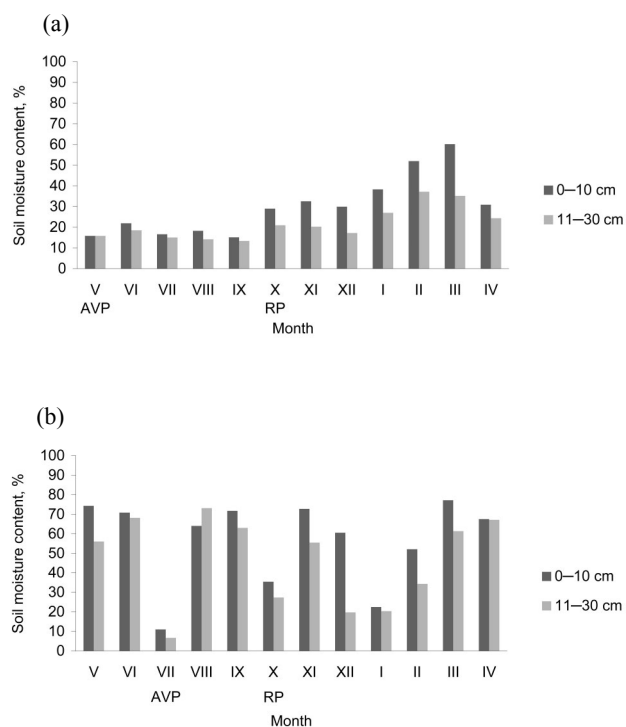 (a)
100
90
80
70
60
50
40
30
20
10
0
Soil moisture content, %
0–10 cm
11–30 cm
V VI VII VIII IX X XI XII I II III IV
AVP RP
Month
(b)
100
90
80
70
60
50
40
30
20
10
0
Soil moisture content, %
0–10 cm
11–30 cm
V VI VII VIII IX X XI XII I II III IV
AVP RP
Month